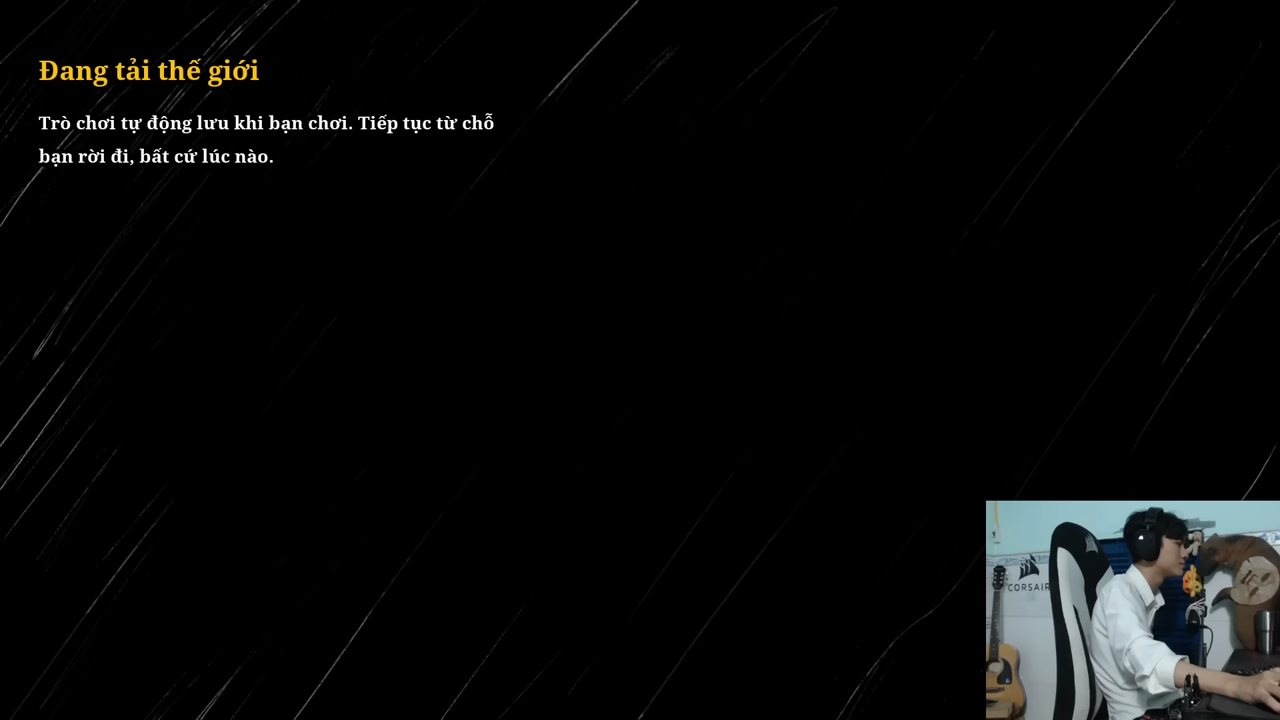 Đang tải thế giới
Trò chơi tự động lưu khi bạn chơi. Tiếp tục từ chỗ
bạn rời đi, bất cứ lúc nào.
CORSAIR